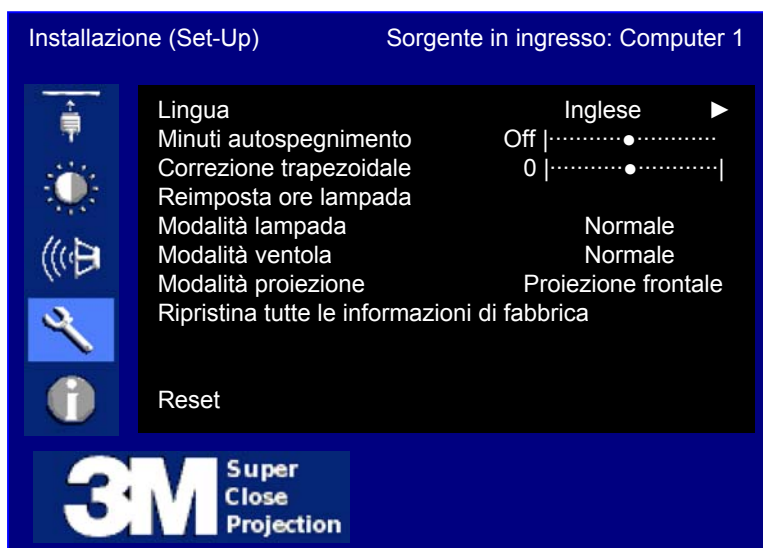 Installazione (Set-Up) Sorgente in ingresso: Computer 1
Lingua Inglese ►
Minuti autospegnimento Off |···········●············
Correzione trapezoidale 0 |···········●············|
Reimposta ore lampada
Modalità lampada Normale
Modalità ventola Normale
Modalità proiezione Proiezione frontale
Ripristina tutte le informazioni di fabbrica
Reset
3M Super
Close
Projection